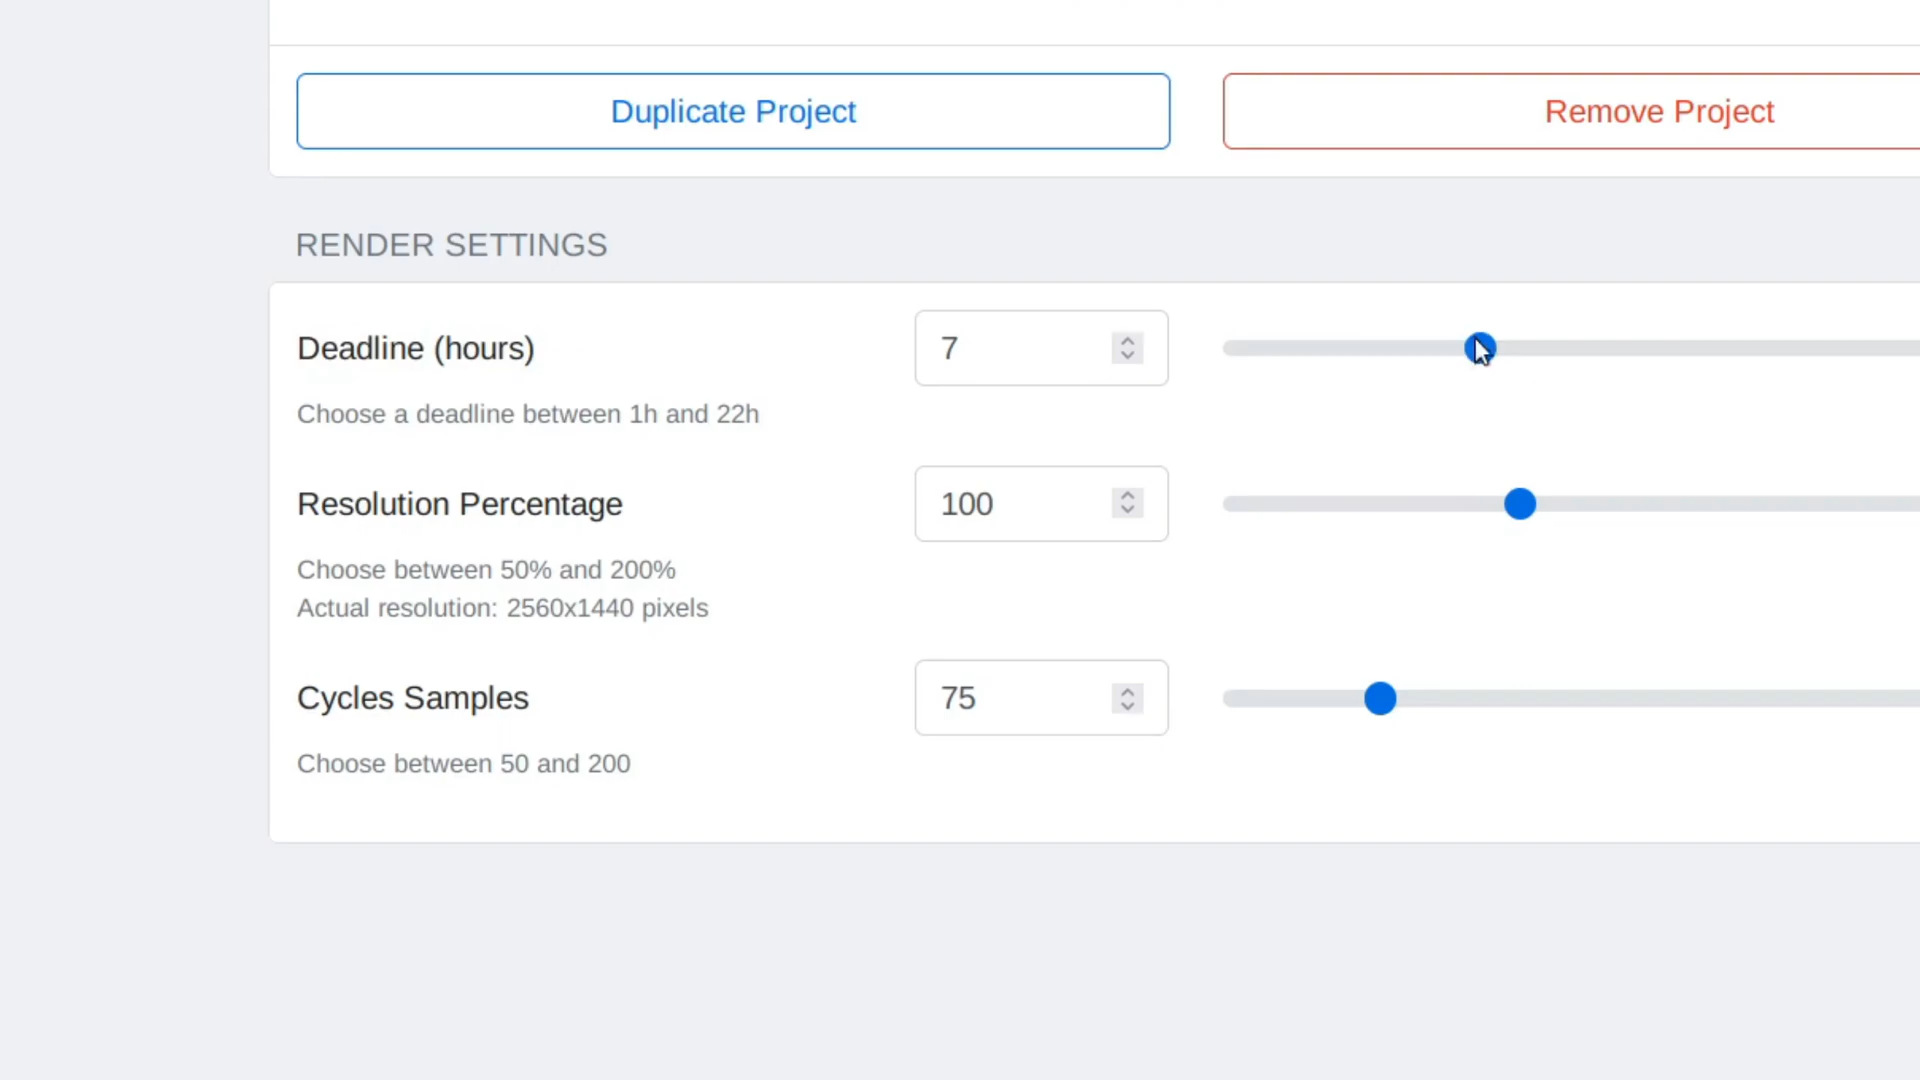 Duplicate Project
Remove Project
RENDER SETTINGS
Deadline (hours)
7
Choose a deadline between 1h and 22h
Resolution Percentage
100
Choose between 50% and 200%
Actual resolution: 2560x1440 pixels
Cycles Samples
75
Choose between 50 and 200